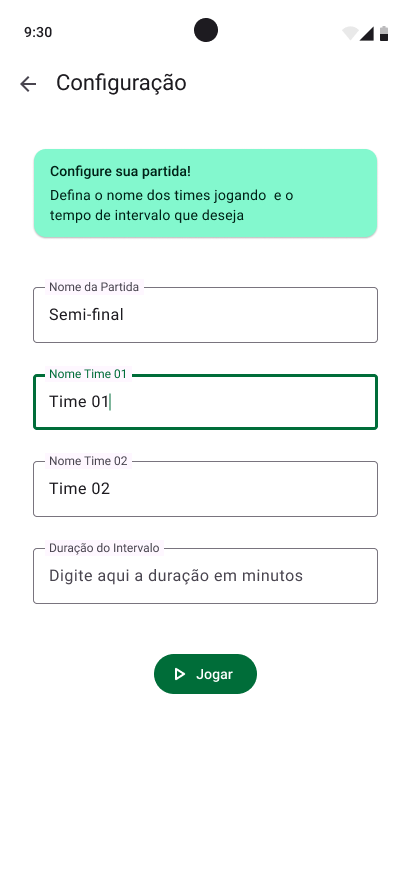 9:30
Configuração
Configure sua partida!
Defina o nome dos times jogando  e o
tempo de intervalo que deseja
Nome da Partida
Semi-final
Nome Time 01
Time 01
Nome Time 02
Time 02
Duração do Intervalo
Digite aqui a duração em minutos
Jogar